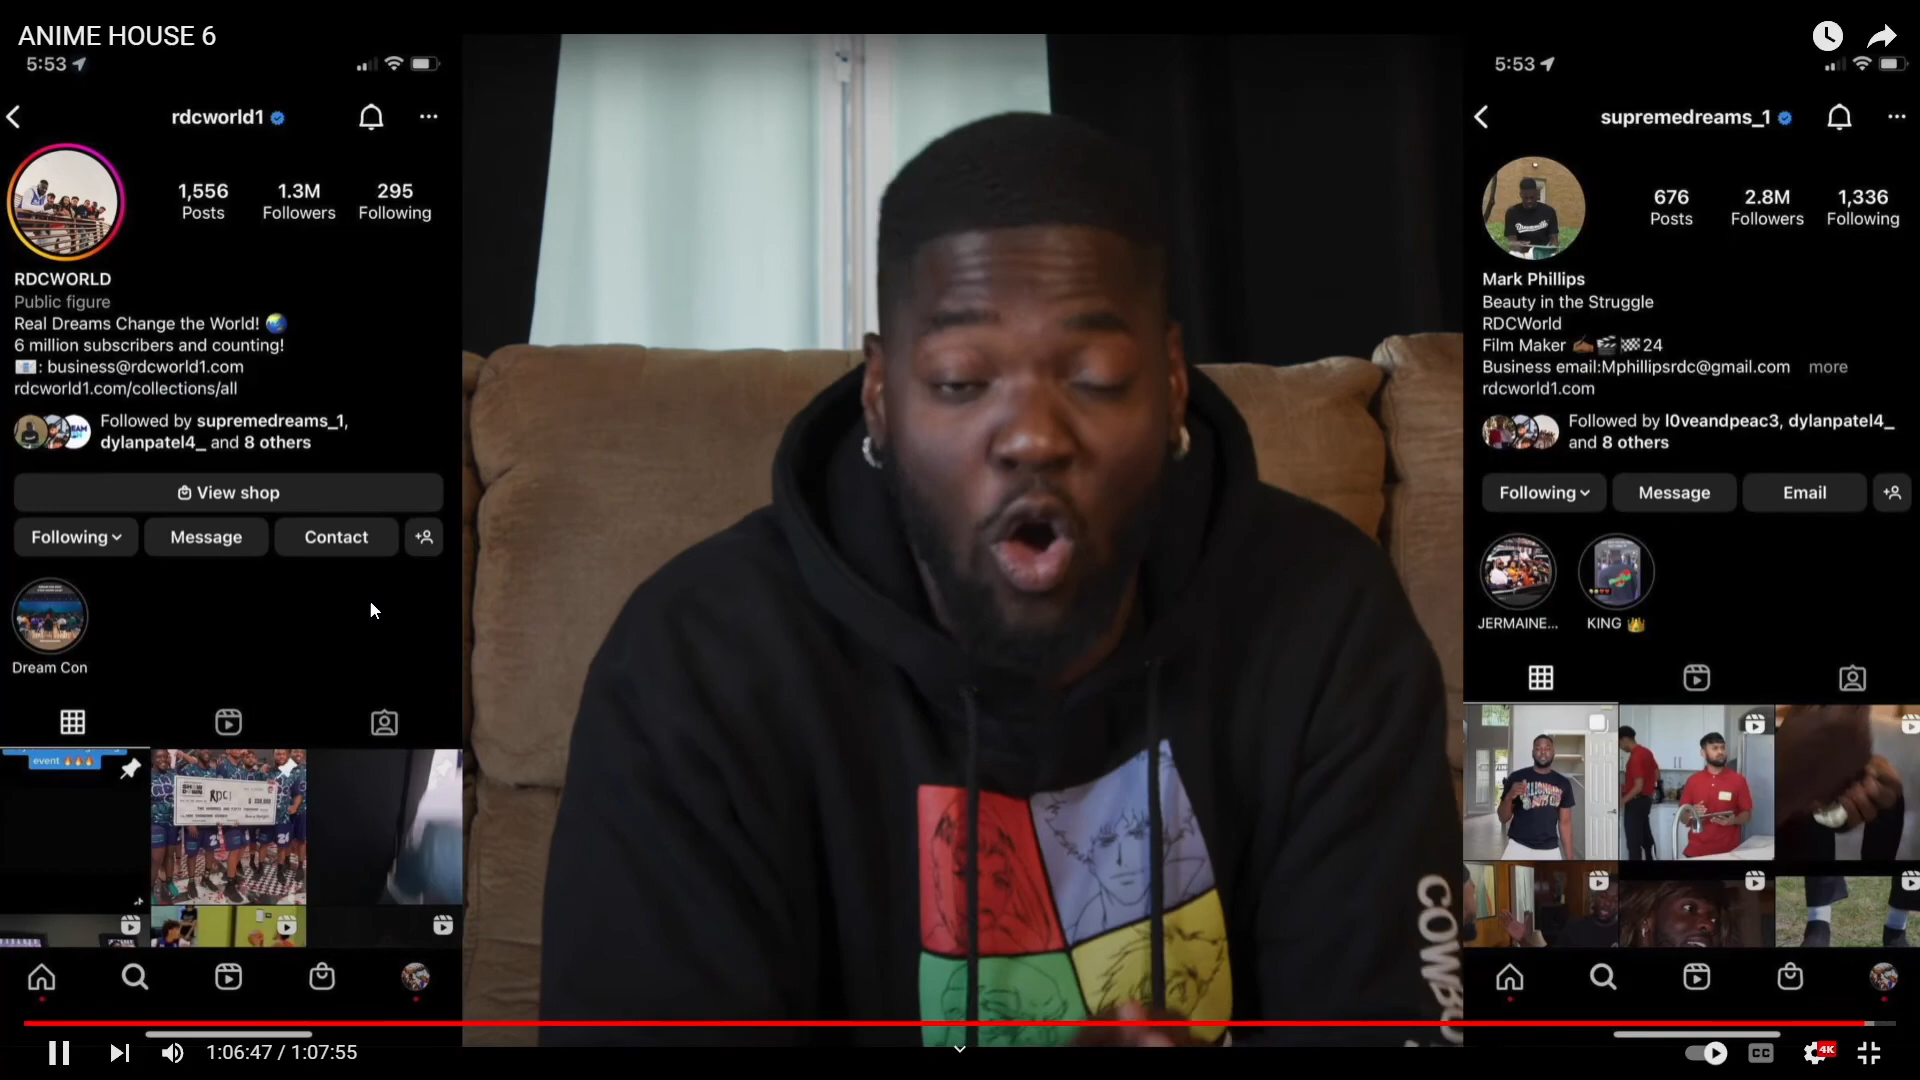 ANIME HOUSE 6
5:53
rdcworld1
1,556
Posts
1.3M
Followers
295
Following
RDCWORLD
Public figure
Real Dreams Change the World! 🌏
6 million subscribers and counting!
📧: business@rdcworld1.com
rdcworld1.com/collections/all
Followed by supremedreams_1,
dylanpatel4_ and 8 others
View shop
Following
Message
Contact
Dream Con
event 🔥🔥🔥
RDC
COWBO
5:53
supremedreams_1
676
Posts
2.8M
Followers
1,336
Following
Mark Phillips
Beauty in the Struggle
RDCWorld
Film Maker ✍🏾🎬🏁24
Business email:Mphillipsrdc@gmail.com more
rdcworld1.com
Followed by l0veandpeac3, dylanpatel4_
and 8 others
Following
Message
Email
JERMAINE...
KING 👑
1:06:47 / 1:07:55
CC
4K